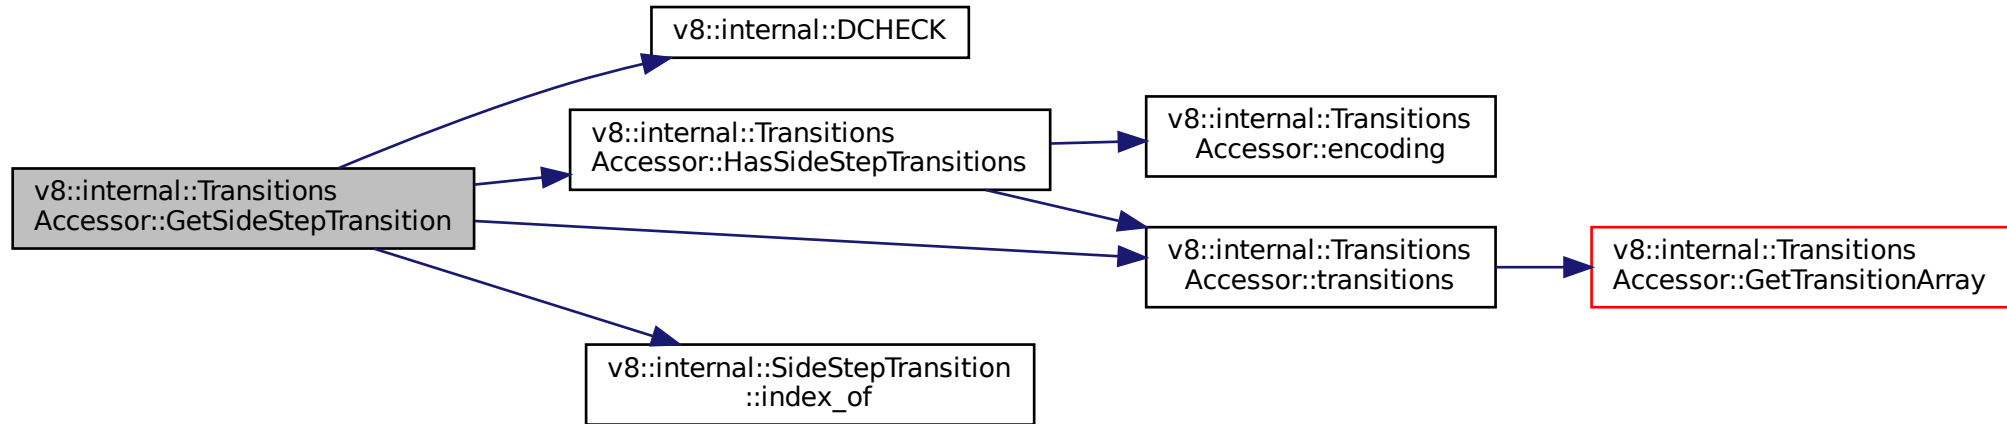 v8::internal::DCHECK
v8::internal::Transitions
Accessor::HasSideStepTransitions
v8::internal::Transitions
Accessor::encoding
v8::internal::Transitions
Accessor::GetSideStepTransition
v8::internal::Transitions
Accessor::transitions
v8::internal::Transitions
Accessor::GetTransitionArray
v8::internal::SideStepTransition
::index_of